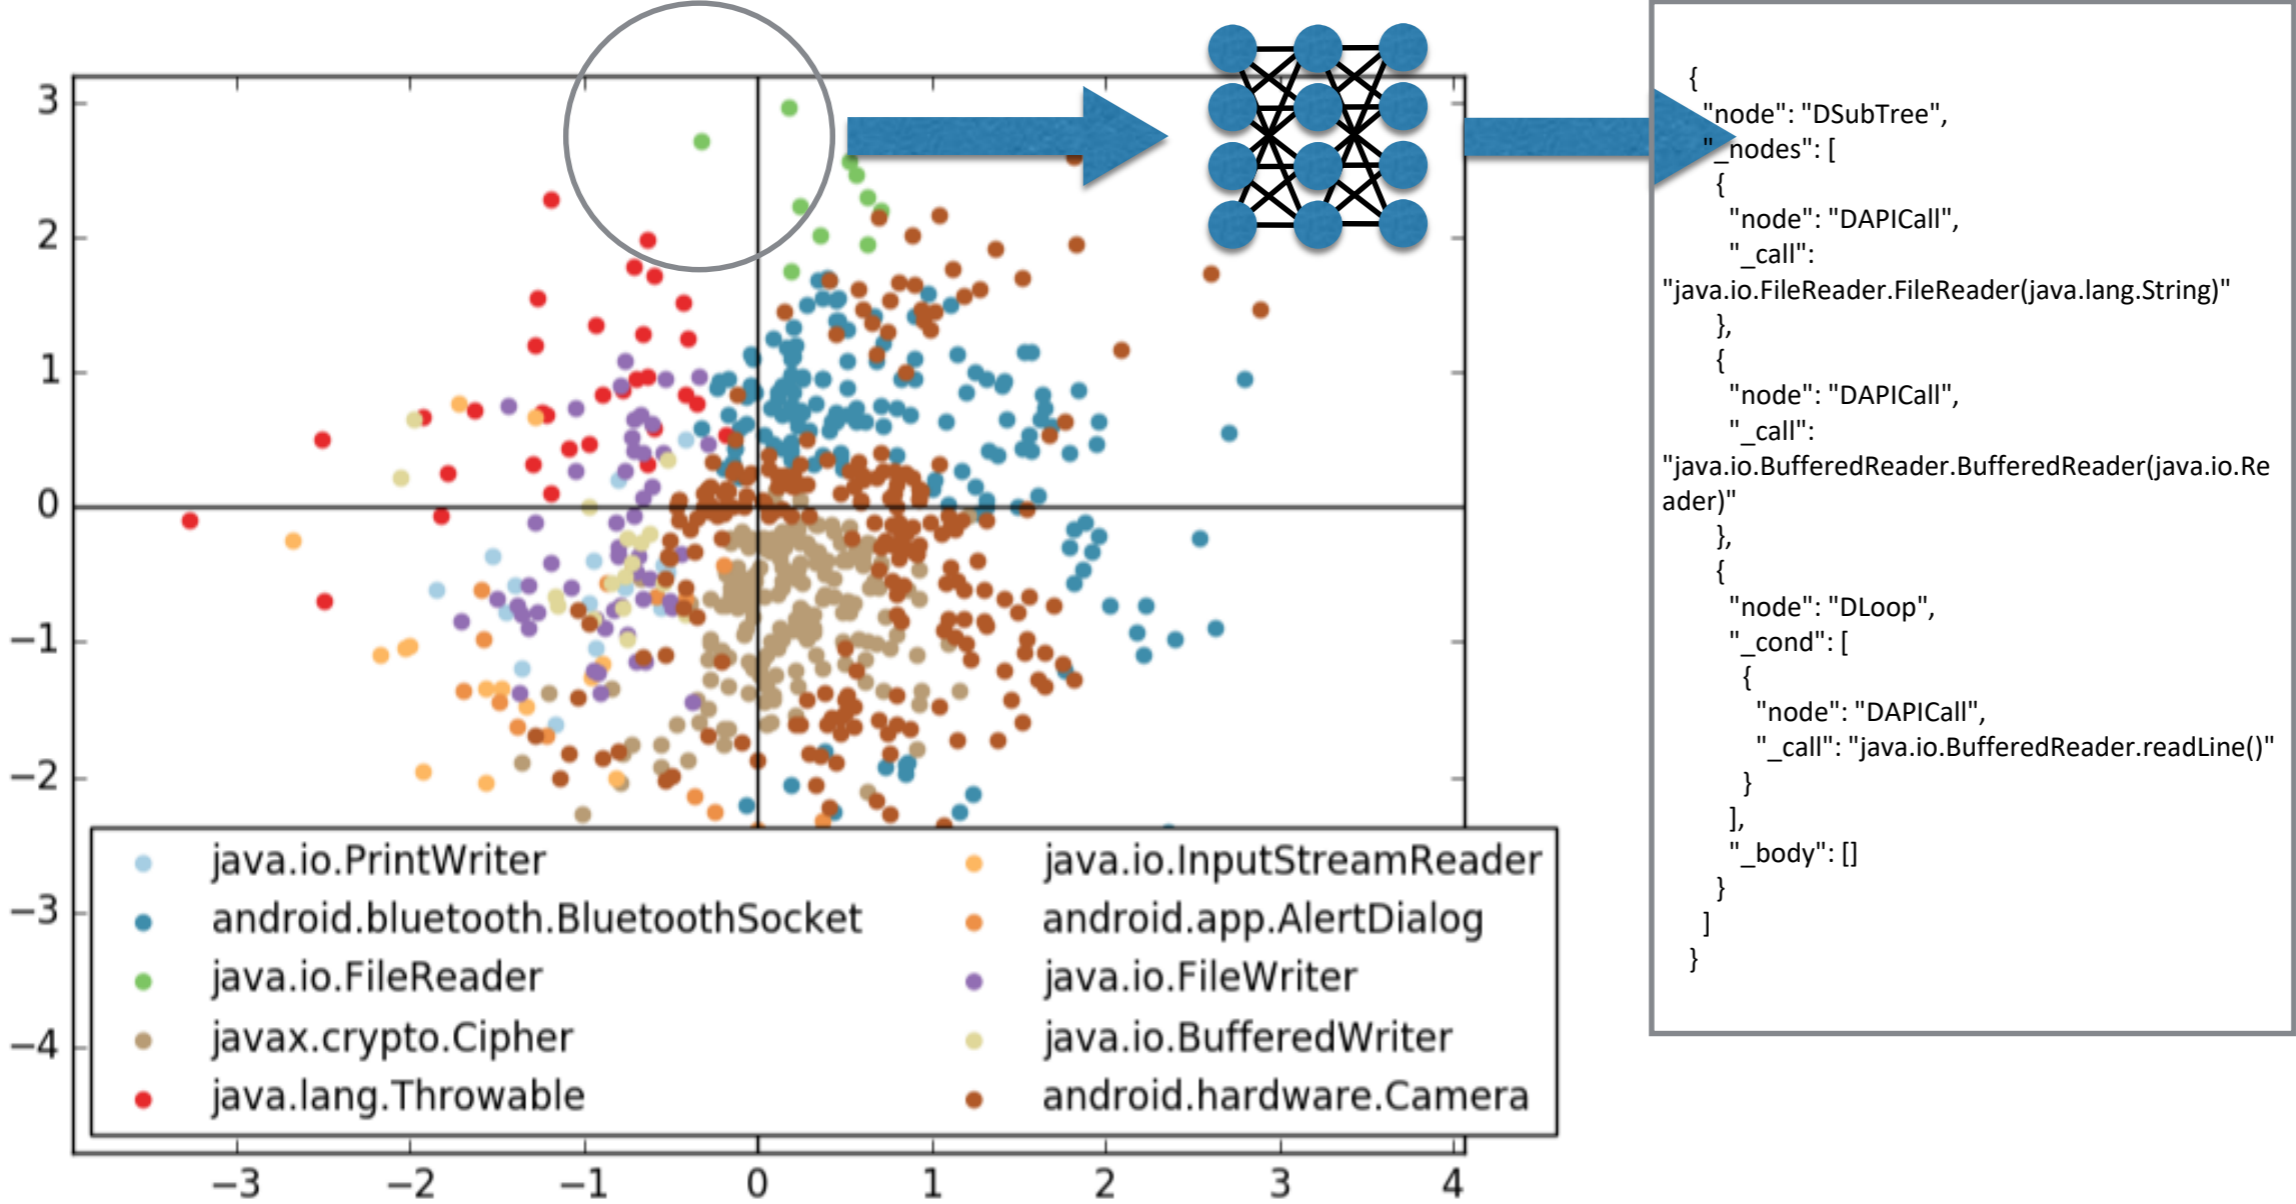 3
2
1
0
−1
−2
−3
−4
−3
−2
−1
0
1
2
3
4
java.io.PrintWriter
android.bluetooth.BluetoothSocket
java.io.FileReader
javax.crypto.Cipher
java.lang.Throwable
java.io.InputStreamReader
android.app.AlertDialog
java.io.FileWriter
java.io.BufferedWriter
android.hardware.Camera
{
"node": "DSubTree",
"_nodes": [
{
"node": "DAPICall",
"_call":
"java.io.FileReader.FileReader(java.lang.String)"
},
{
"node": "DAPICall",
"_call":
"java.io.BufferedReader.BufferedReader(java.io.Re
ader)"
},
{
"node": "DLoop",
"_cond": [
{
"node": "DAPICall",
"_call": "java.io.BufferedReader.readLine()"
}
],
"_body": []
}
]
}